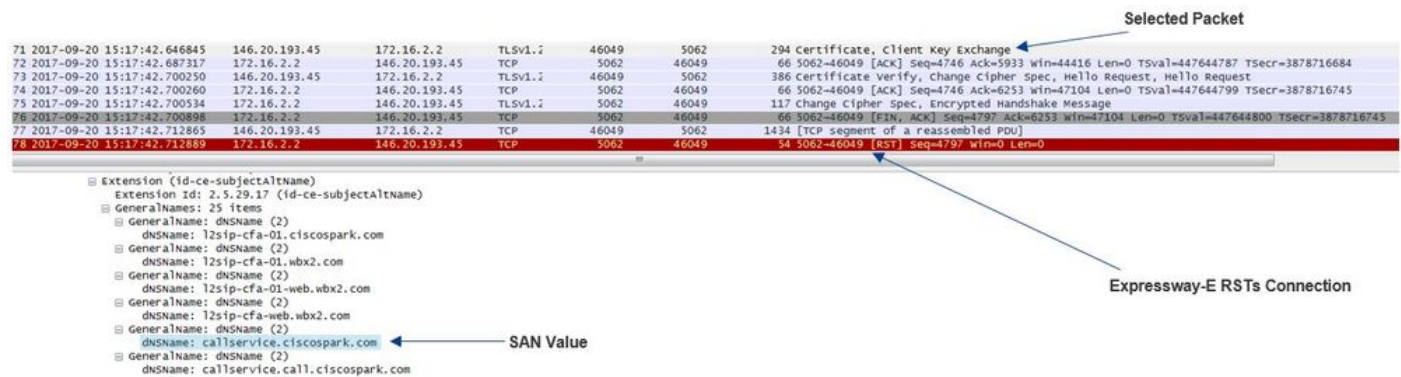 Selected Packet
71 2017-09-20 15:17:42.646845 146.20.193.45 172.16.2.2 TLSv1.2 46049 5062 294 Certificate, Client Key Exchange
72 2017-09-20 15:17:42.687317 172.16.2.2 146.20.193.45 TCP 5062 46049 66 5062→46049 [ACK] Seq=4746 Ack=5933 Win=44416 Len=0 TSval=447644787 TSecr=3878716684
73 2017-09-20 15:17:42.700250 146.20.193.45 172.16.2.2 TLSv1.2 46049 5062 386 Certificate Verify, Change Cipher Spec, Hello Request, Hello Request
74 2017-09-20 15:17:42.700260 172.16.2.2 146.20.193.45 TCP 5062 46049 66 5062→46049 [ACK] Seq=4746 Ack=6253 Win=47104 Len=0 TSval=447644799 TSecr=3878716745
75 2017-09-20 15:17:42.700534 172.16.2.2 146.20.193.45 TLSv1.2 5062 46049 117 Change Cipher Spec, Encrypted Handshake Message
76 2017-09-20 15:17:42.700898 172.16.2.2 146.20.193.45 TCP 5062 46049 66 5062→46049 [FIN, ACK] Seq=4797 Ack=6253 Win=47104 Len=0 TSval=447644800 TSecr=3878716745
77 2017-09-20 15:17:42.712865 146.20.193.45 172.16.2.2 TCP 46049 5062 1434 [TCP segment of a reassembled PDU]
78 2017-09-20 15:17:42.712889 172.16.2.2 146.20.193.45 TCP 5062 46049 54 5062→46049 [RST] Seq=4797 Win=0 Len=0
Extension (id-ce-subjectAltName)
Extension Id: 2.5.29.17 (id-ce-subjectAltName)
GeneralNames: 25 items
GeneralName: dNSName (2)
dNSName: l2sip-cfa-01.ciscospark.com
GeneralName: dNSName (2)
dNSName: l2sip-cfa-01.wbx2.com
GeneralName: dNSName (2)
dNSName: l2sip-cfa-01-web.wbx2.com
GeneralName: dNSName (2)
dNSName: l2sip-cfa-web.wbx2.com
GeneralName: dNSName (2)
dNSName: callservice.ciscospark.com
GeneralName: dNSName (2)
dNSName: callservice.call.ciscospark.com
Expressway-E RSTs Connection
SAN Value